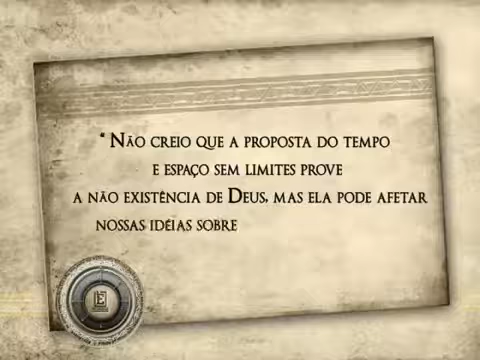 “ Não creio que a proposta do tempo
e espaço sem limites prove
a não existência de Deus, mas ela pode afetar
nossas idéias sobre